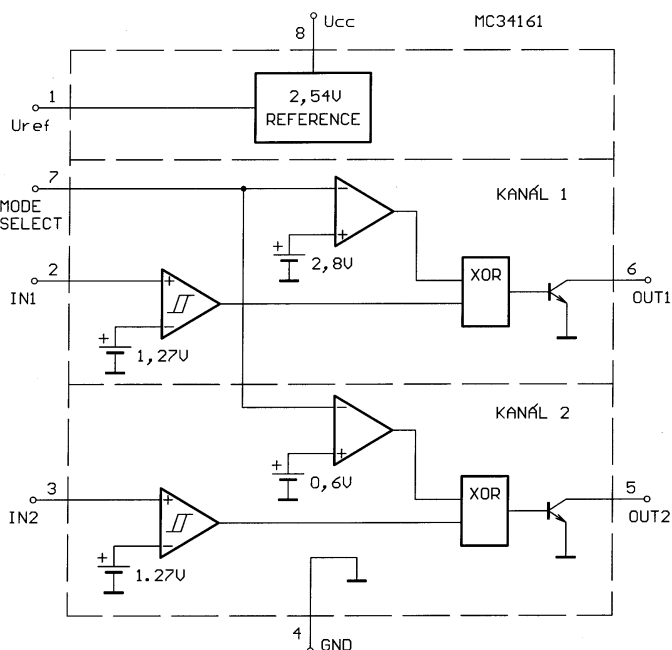 Ucc
MC34161
8
1
Uref
2,54V
REFERENCE
7
MODE
SELECT
KANÁL 1
-
+
2,8V
2
IN1
+
-
+
1,27V
XOR
6
OUT1
KANÁL 2
-
+
0,6V
3
IN2
+
-
+
1.27V
XOR
5
OUT2
4
GND